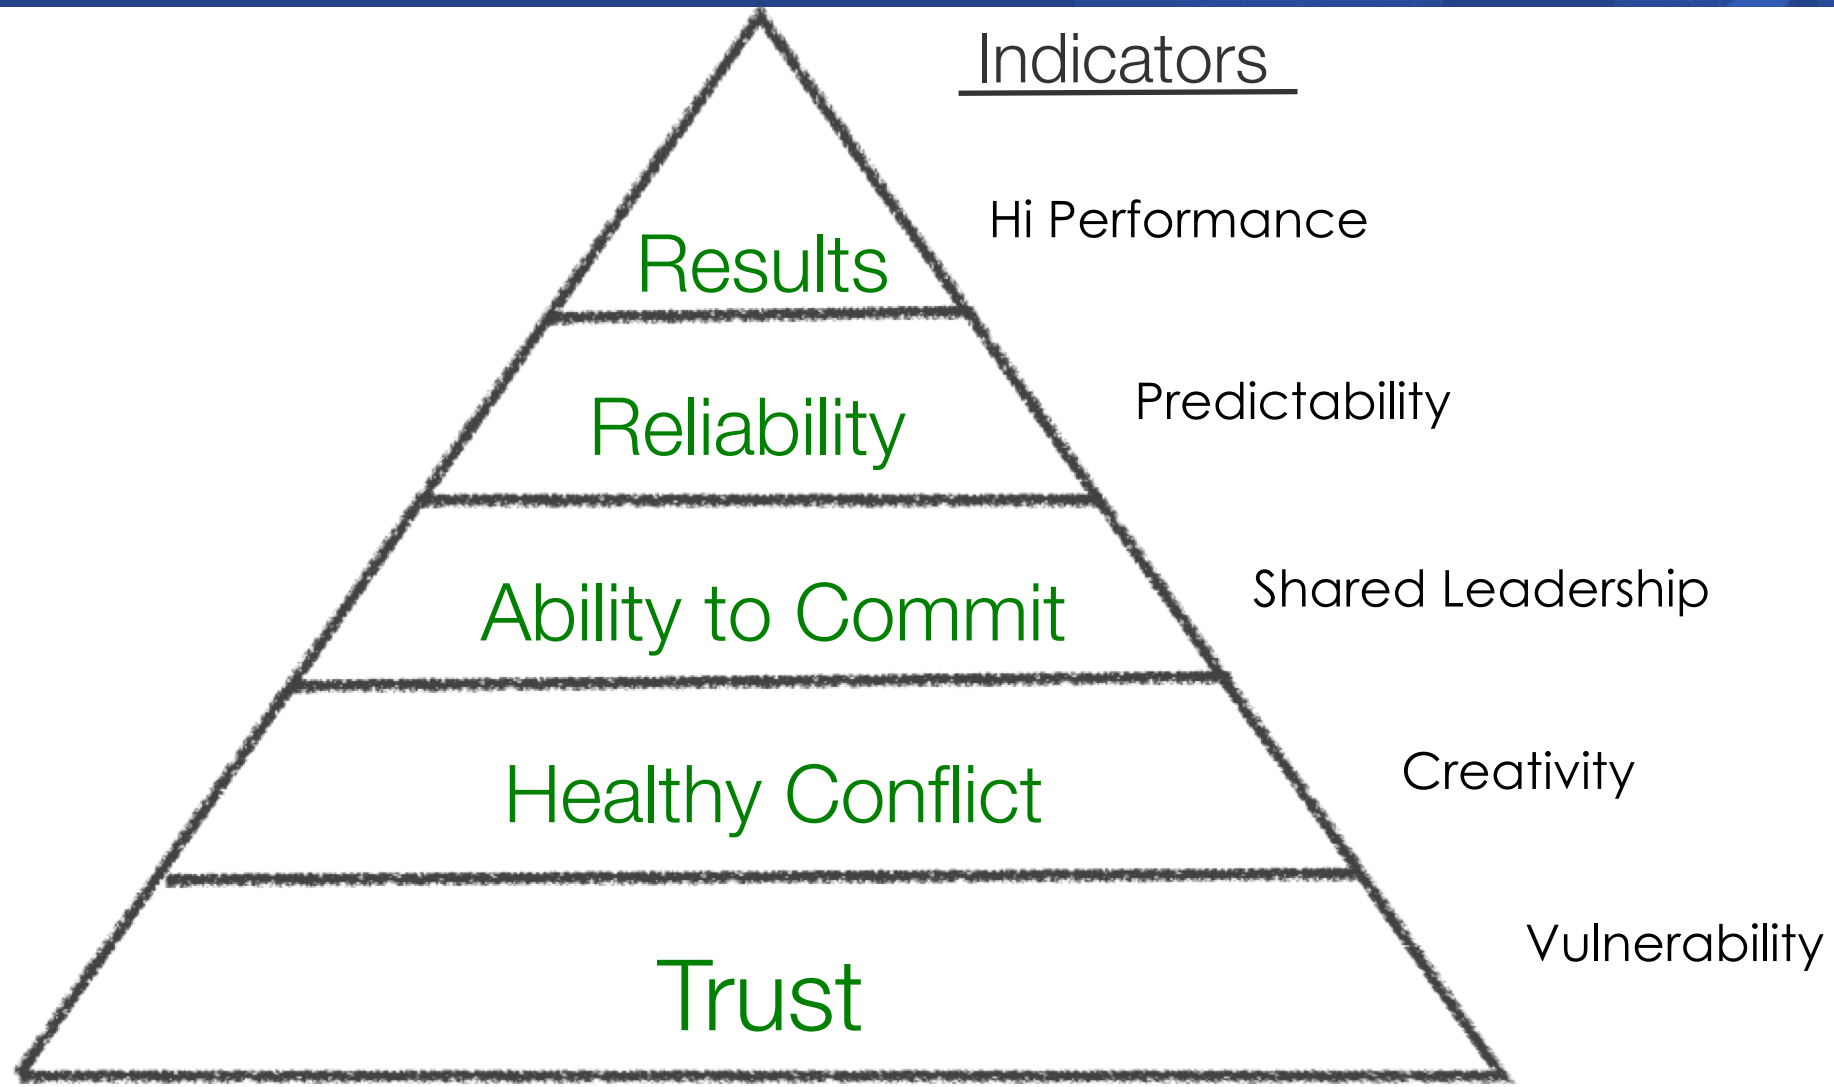 Indicators
Hi Performance
Results
Predictability
Reliability
Shared Leadership
Ability to Commit
Creativity
Healthy Conflict
Vulnerability
Trust